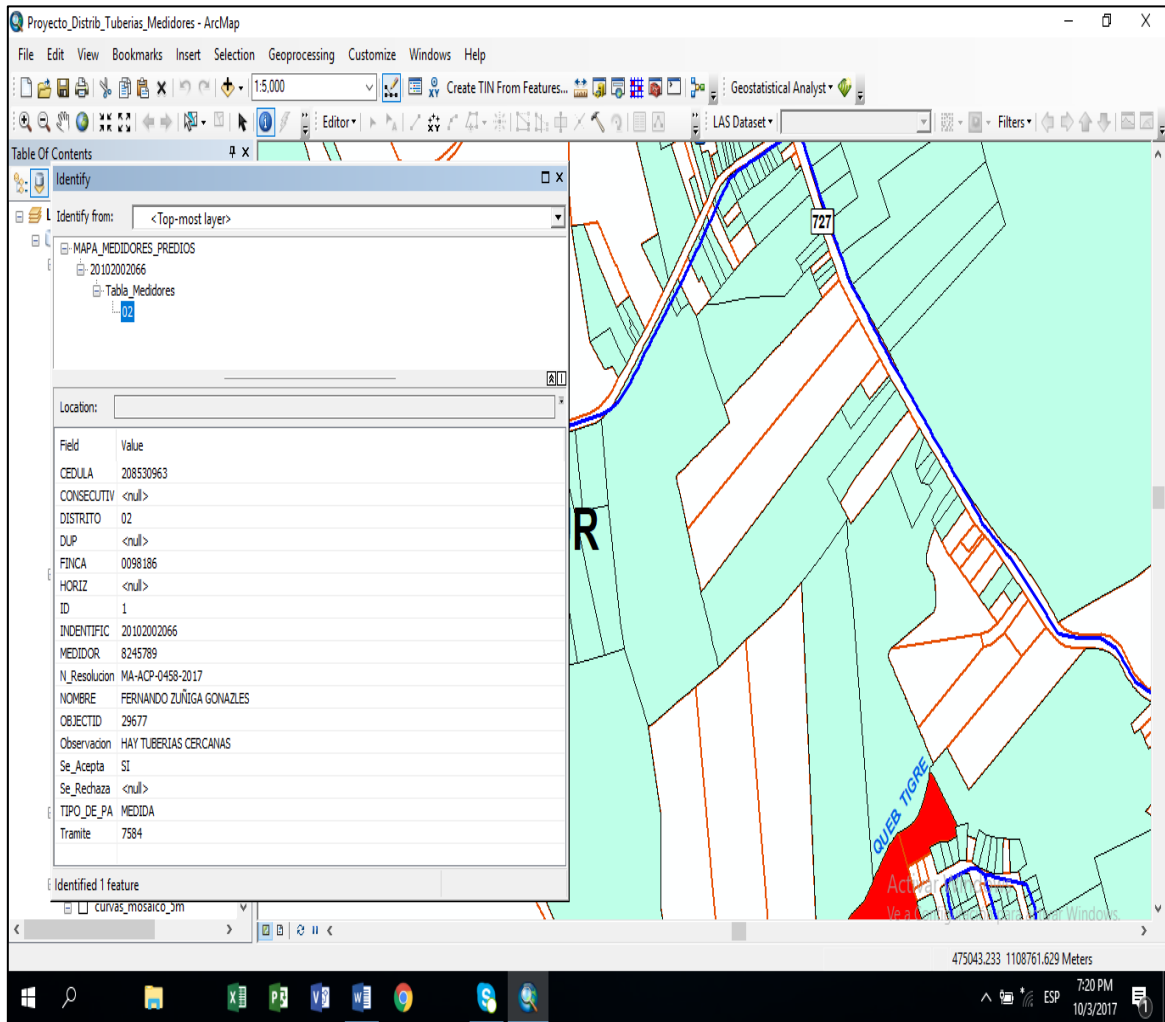 Proyecto_Distrib_Tuberias_Medidores - ArcMap
File Edit View Bookmarks Insert Selection Geoprocessing Customize Windows Help
1:5,000 Create TIN From Features... Geostatistical Analyst
Editor LAS Dataset Filters
Table Of Contents
Identify
Identify from: <Top-most layer>
MAPA_MEDIDORES_PREDIOS
20102002066
Tabla_Medidores
02
Location:
Field Value
CEDULA 208530963
CONSECUTIV <null>
DISTRITO 02
DUP <null>
FINCA 0098186
HORIZ <null>
ID 1
INDENTIFIC 20102002066
MEDIDOR 8245789
N_Resolucion MA-ACP-0458-2017
NOMBRE FERNANDO ZUÑIGA GONAZLES
OBJECTID 29677
Observacion HAY TUBERIAS CERCANAS
Se_Acepta SI
Se_Rechaza <null>
TIPO_DE_PA MEDIDA
Tramite 7584
Identified 1 feature
curvas_mosaico_5m
727
R
QUEB TIGRE
475043.233 1108761.629 Meters
ESP
7:20 PM
10/3/2017